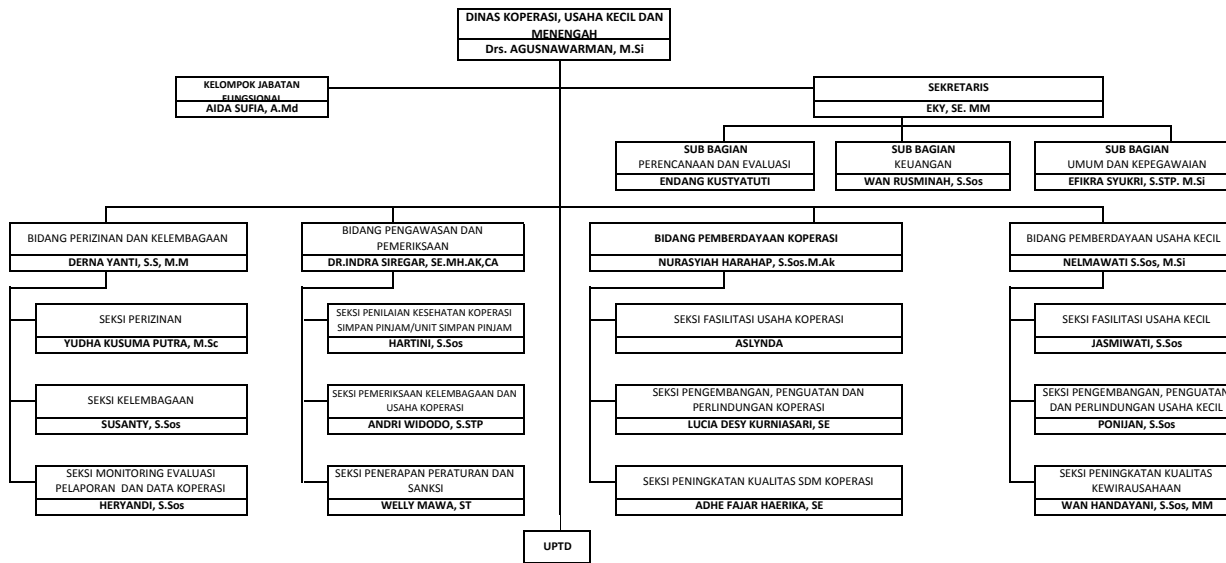 DINAS KOPERASI, USAHA KECIL DAN
MENENGAH
Drs. AGUSNAWARMAN, M.Si
KELOMPOK JABATAN
FUNGSIONAL
AIDA SUFIA, A.Md
SEKRETARIS
EKY, SE. MM
SUB BAGIAN
PERENCANAAN DAN EVALUASI
ENDANG KUSTYATUTI
SUB BAGIAN
KEUANGAN
WAN RUSMINAH, S.Sos
SUB BAGIAN
UMUM DAN KEPEGAWAIAN
EFIKRA SYUKRI, S.STP. M.Si
BIDANG PERIZINAN DAN KELEMBAGAAN
DERNA YANTI, S.S, M.M
BIDANG PENGAWASAN DAN
PEMERIKSAAN
DR.INDRA SIREGAR, SE.MH.AK,CA
BIDANG PEMBERDAYAAN KOPERASI
NURASYIAH HARAHAP, S.Sos.M.Ak
BIDANG PEMBERDAYAAN USAHA KECIL
NELMAWATI S.Sos, M.Si
SEKSI PERIZINAN
YUDHA KUSUMA PUTRA, M.Sc
SEKSI PENILAIAN KESEHATAN KOPERASI
SIMPAN PINJAM/UNIT SIMPAN PINJAM
HARTINI, S.Sos
SEKSI FASILITASI USAHA KOPERASI
ASLYNDA
SEKSI FASILITASI USAHA KECIL
JASMIWATI, S.Sos
SEKSI KELEMBAGAAN
SUSANTY, S.Sos
SEKSI PEMERIKSAAN KELEMBAGAAN DAN
USAHA KOPERASI
ANDRI WIDODO, S.STP
SEKSI PENGEMBANGAN, PENGUATAN DAN
PERLINDUNGAN KOPERASI
LUCIA DESY KURNIASARI, SE
SEKSI PENGEMBANGAN, PENGUATAN
DAN PERLINDUNGAN USAHA KECIL
PONIJAN, S.Sos
SEKSI MONITORING EVALUASI
PELAPORAN DAN DATA KOPERASI
HERYANDI, S.Sos
SEKSI PENERAPAN PERATURAN DAN
SANKSI
WELLY MAWA, ST
SEKSI PENINGKATAN KUALITAS SDM KOPERASI
ADHE FAJAR HAERIKA, SE
SEKSI PENINGKATAN KUALITAS
KEWIRAUSAHAAN
WAN HANDAYANI, S.Sos, MM
UPTD